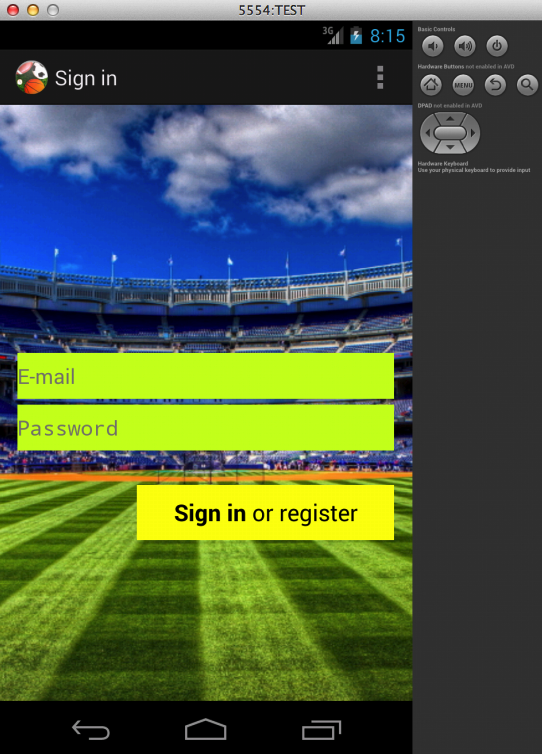 5554:TEST
3G 8:15
Sign in
E-mail
Password
Sign in or register
Basic Controls
Hardware Buttons not enabled in AVD
MENU
DPAD not enabled in AVD
Hardware Keyboard
Use your physical keyboard to provide input